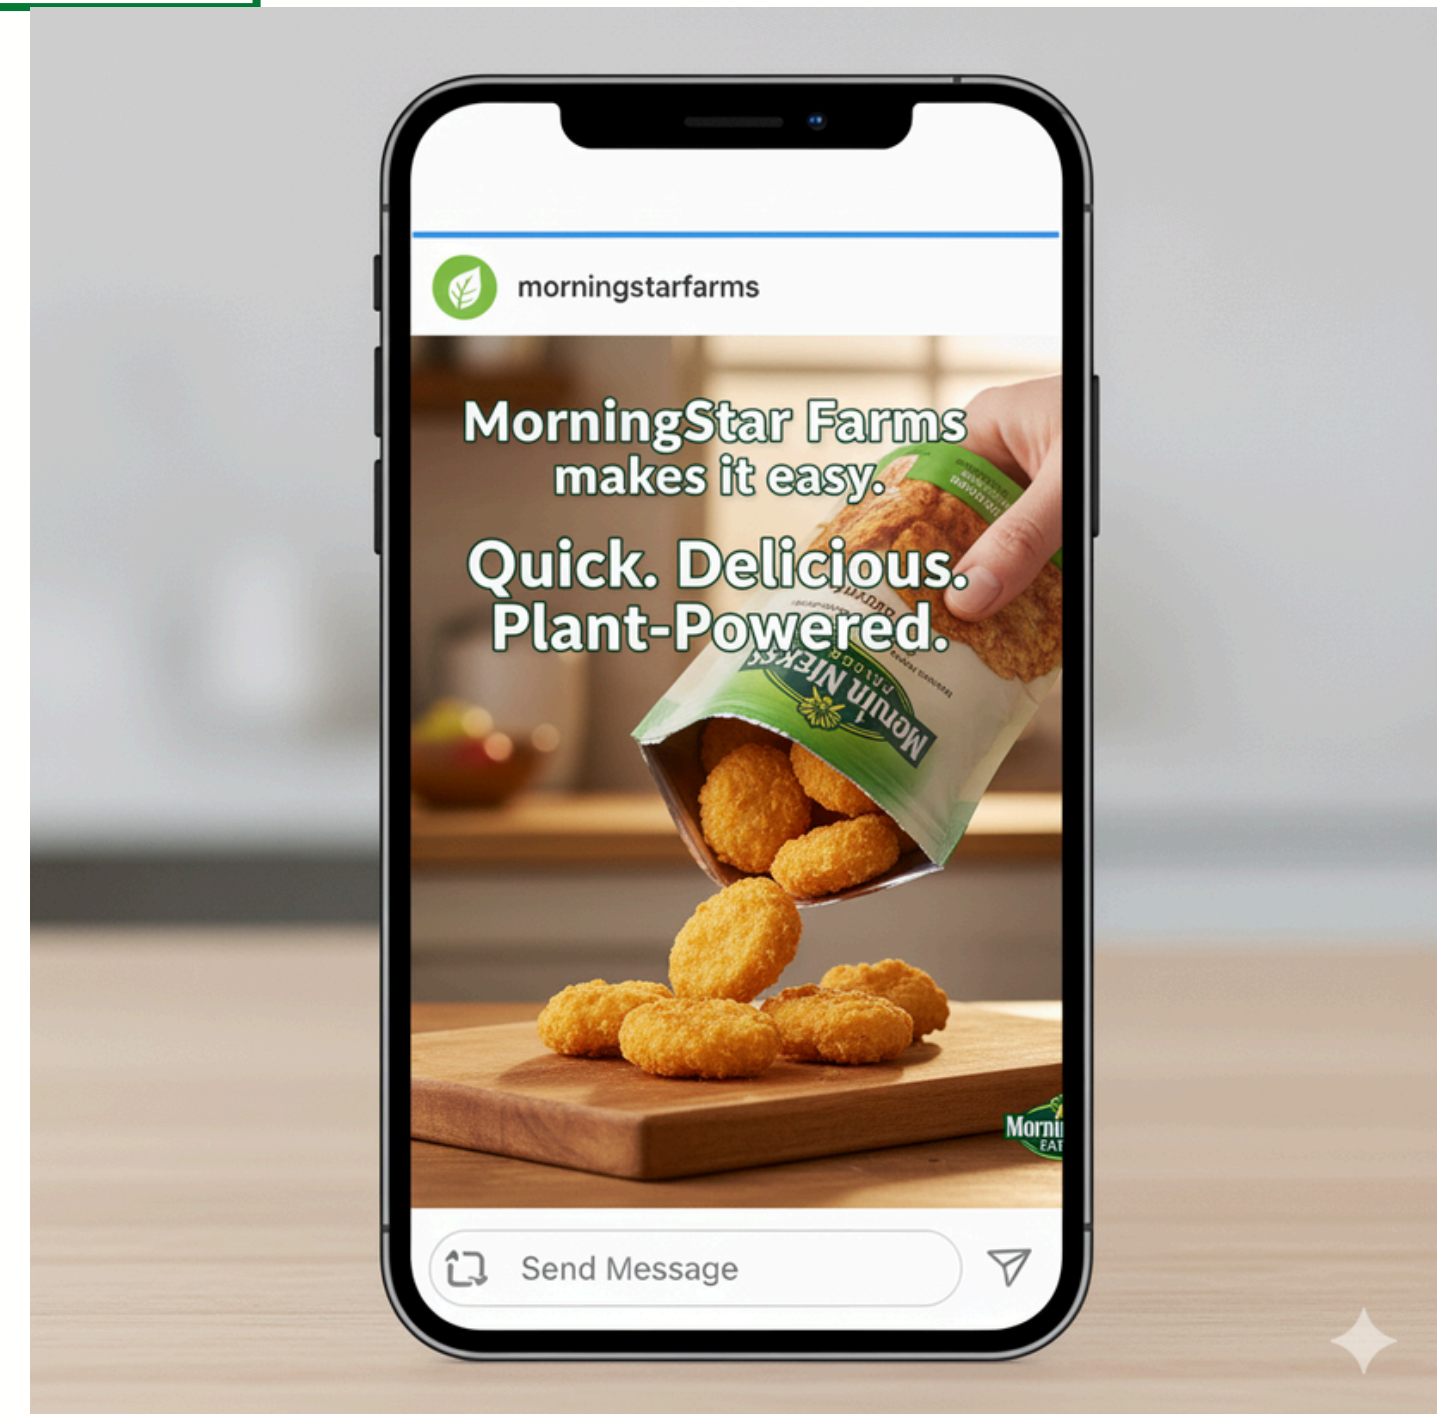 morningstarfarms
MorningStar Farms
makes it easy.
Quick. Delicious.
Plant-Powered.
Send Message